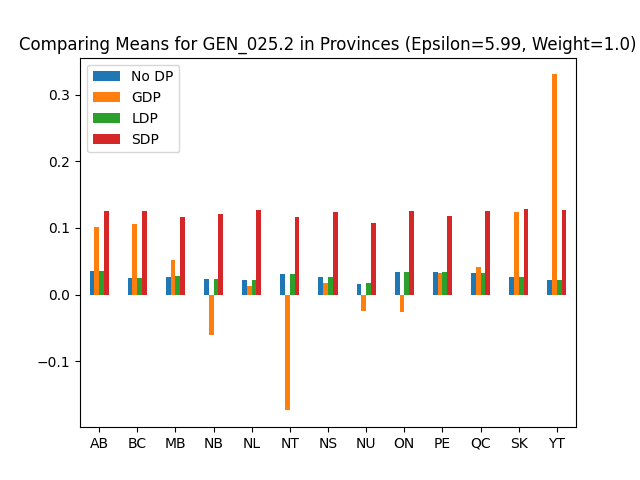 Comparing Means for GEN_025.2 in Provinces (Epsilon=5.99, Weight=1.0)
No DP
GDP
LDP
SDP
0.3
0.2
0.1
0.0
−0.1
AB BC MB NB NL NT NS NU ON PE QC SK YT